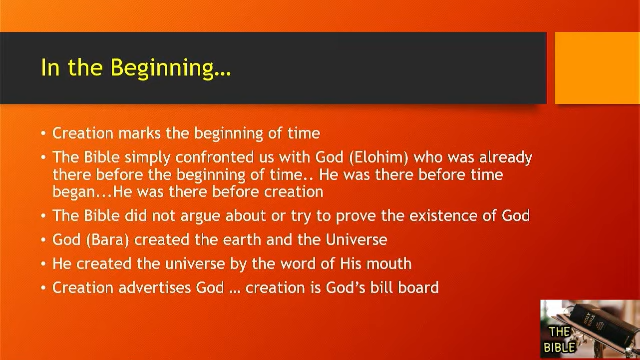 In the Beginning…
• Creation marks the beginning of time
• The Bible simply confronted us with God (Elohim) who was already
there before the beginning of time.. He was there before time
began...He was there before creation
• The Bible did not argue about or try to prove the existence of God
• God (Bara) created the earth and the Universe
• He created the universe by the word of His mouth
• Creation advertises God … creation is God's bill board
THE
BIBLE